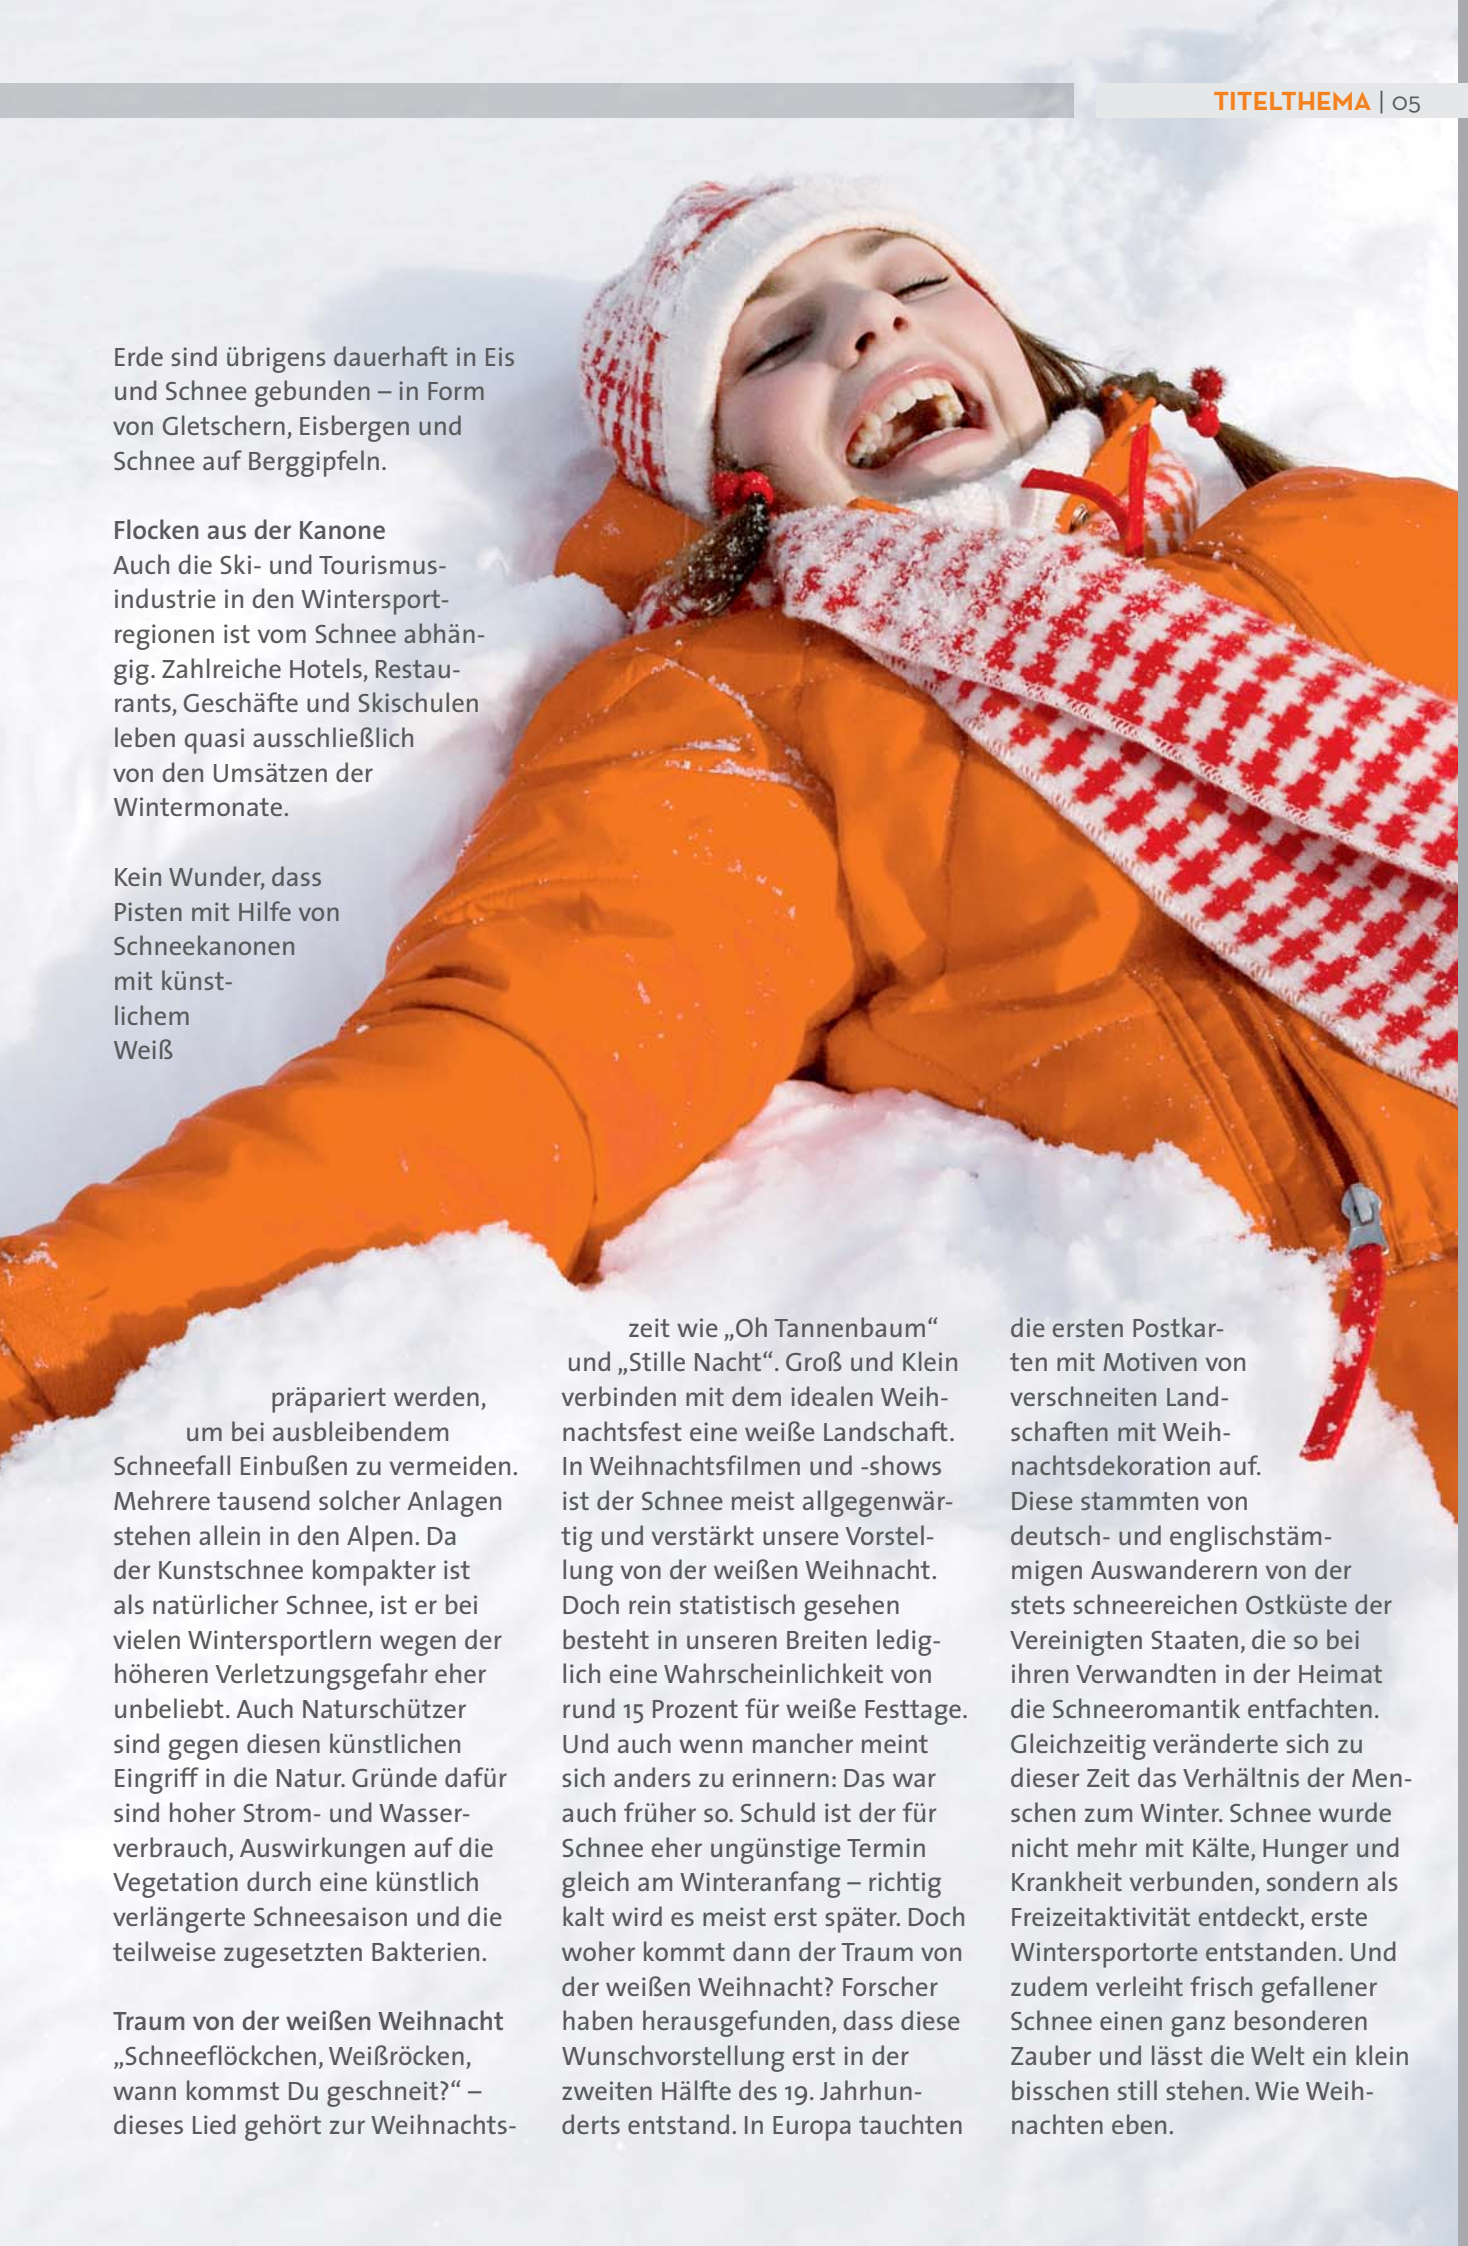 TITELTHEMA | 05
Erde sind übrigens dauerhaft in Eis
und Schnee gebunden – in Form
von Gletschern, Eisbergen und
Schnee auf Berggipfeln.
Flocken aus der Kanone
Auch die Ski- und Tourismus-
industrie in den Wintersport-
regionen ist vom Schnee abhän-
gig. Zahlreiche Hotels, Restau-
rants, Geschäfte und Skischulen
leben quasi ausschließlich
von den Umsätzen der
Wintermonate.
Kein Wunder, dass
Pisten mit Hilfe von
Schneekanonen
mit künst-
lichem
Weiß
präpariert werden,
um bei ausbleibendem
Schneefall Einbußen zu vermeiden.
Mehrere tausend solcher Anlagen
stehen allein in den Alpen. Da
der Kunstschnee kompakter ist
als natürlicher Schnee, ist er bei
vielen Wintersportlern wegen der
höheren Verletzungsgefahr eher
unbeliebt. Auch Naturschützer
sind gegen diesen künstlichen
Eingriff in die Natur. Gründe dafür
sind hoher Strom- und Wasser-
verbrauch, Auswirkungen auf die
Vegetation durch eine künstlich
verlängerte Schneesaison und die
teilweise zugesetzten Bakterien.
Traum von der weißen Weihnacht
„Schneeflöckchen, Weißröcken,
wann kommst Du geschneit?“ –
dieses Lied gehört zur Weihnachts-
zeit wie „Oh Tannenbaum“
und „Stille Nacht“. Groß und Klein
verbinden mit dem idealen Weih-
nachtsfest eine weiße Landschaft.
In Weihnachtsfilmen und -shows
ist der Schnee meist allgegenwär-
tig und verstärkt unsere Vorstel-
lung von der weißen Weihnacht.
Doch rein statistisch gesehen
besteht in unseren Breiten ledig-
lich eine Wahrscheinlichkeit von
rund 15 Prozent für weiße Festtage.
Und auch wenn mancher meint
sich anders zu erinnern: Das war
auch früher so. Schuld ist der für
Schnee eher ungünstige Termin
gleich am Winteranfang – richtig
kalt wird es meist erst später. Doch
woher kommt dann der Traum von
der weißen Weihnacht? Forscher
haben herausgefunden, dass diese
Wunschvorstellung erst in der
zweiten Hälfte des 19. Jahrhun-
derts entstand. In Europa tauchten
die ersten Postkar-
ten mit Motiven von
verschneiten Land-
schaften mit Weih-
nachtsdekoration auf.
Diese stammten von
deutsch- und englischstäm-
migen Auswanderern von der
stets schneereichen Ostküste der
Vereinigten Staaten, die so bei
ihren Verwandten in der Heimat
die Schneeromantik entfachten.
Gleichzeitig veränderte sich zu
dieser Zeit das Verhältnis der Men-
schen zum Winter. Schnee wurde
nicht mehr mit Kälte, Hunger und
Krankheit verbunden, sondern als
Freizeitaktivität entdeckt, erste
Wintersportorte entstanden. Und
zudem verleiht frisch gefallener
Schnee einen ganz besonderen
Zauber und lässt die Welt ein klein
bisschen still stehen. Wie Weih-
nachten eben.